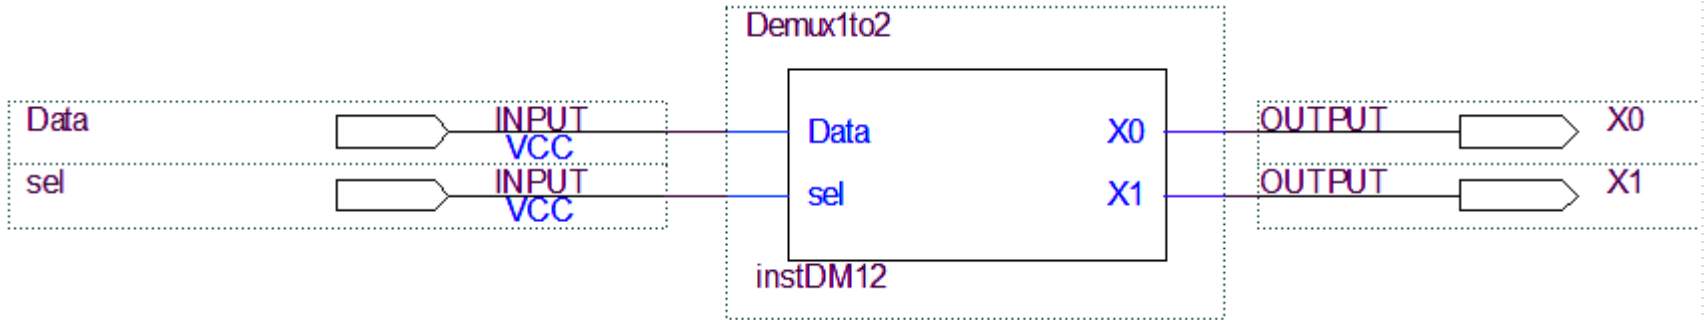 Demux1to2
Data INPUT Data X0 OUTPUT X0
VCC
sel INPUT sel X1 OUTPUT X1
VCC
instDM12